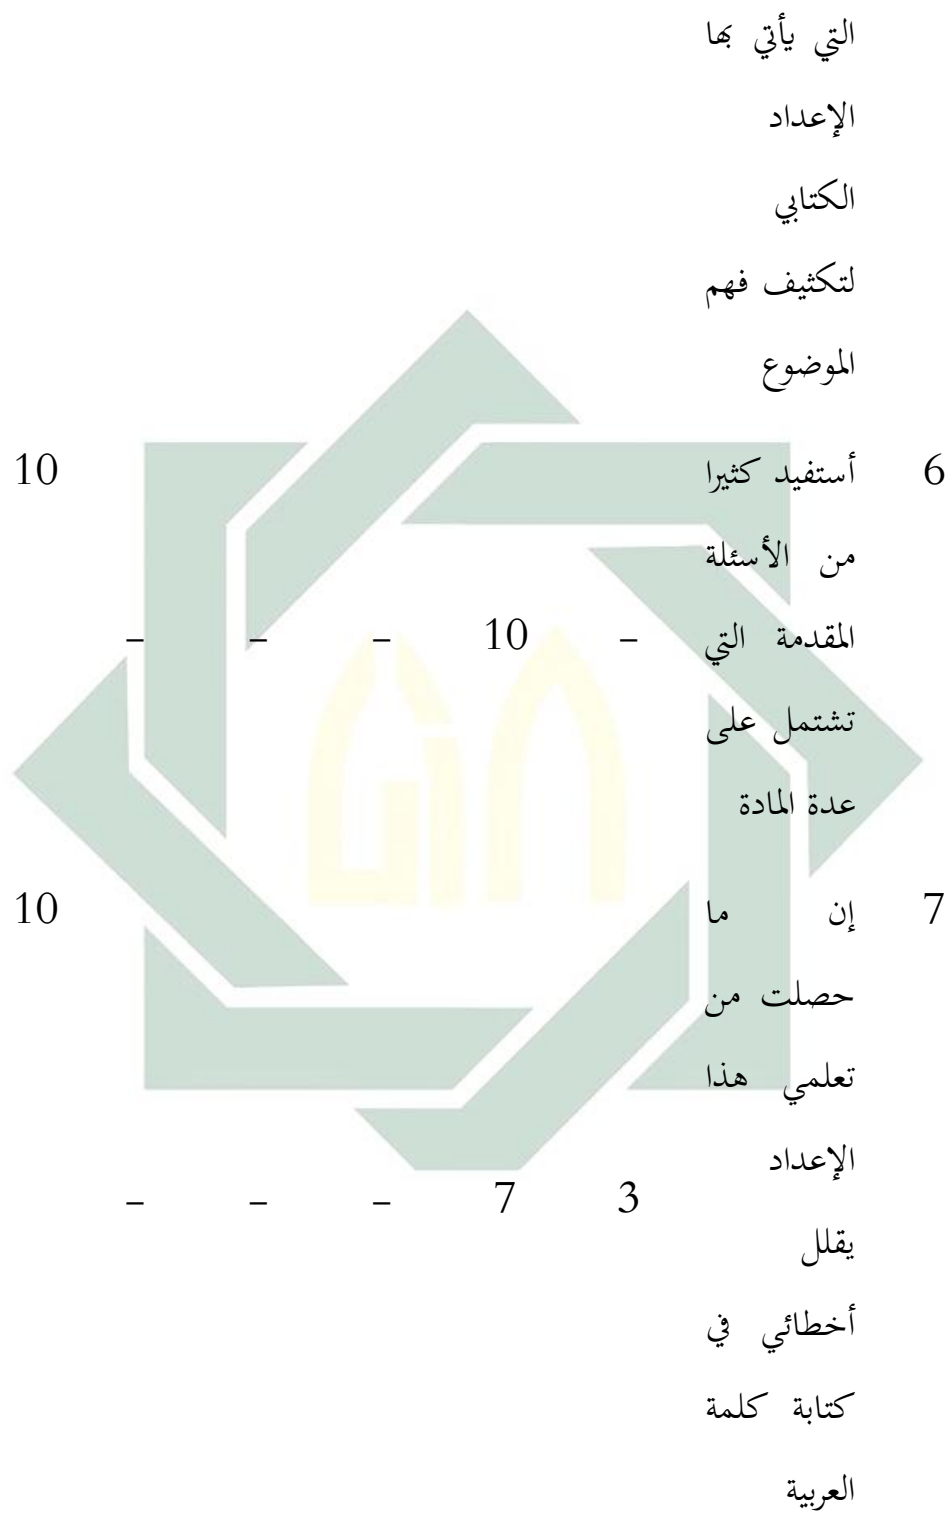 التي يأتي بها
الإعداد
الكتابي
لتكثيف فهم
الموضوع
6 أستفيد كثيرا 10
من الأسئلة
المقدمة التي – 10 – – –
تشتمل على
عدة المادة
7 إن ما 10
حصلت من
تعلمي هذا
الإعداد
3 7 – – –
يقلل
أخطائي في
كتابة كلمة
العربية